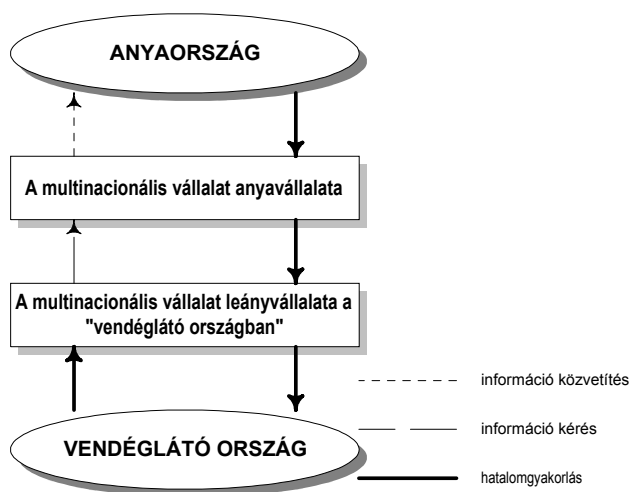 ANYAORSZÁG
A multinacionális vállalat anyavállalata
A multinacionális vállalat leányvállalata a
"vendéglátó országban"
VENDÉGLÁTÓ ORSZÁG
információ közvetítés
információ kérés
hatalomgyakorlás